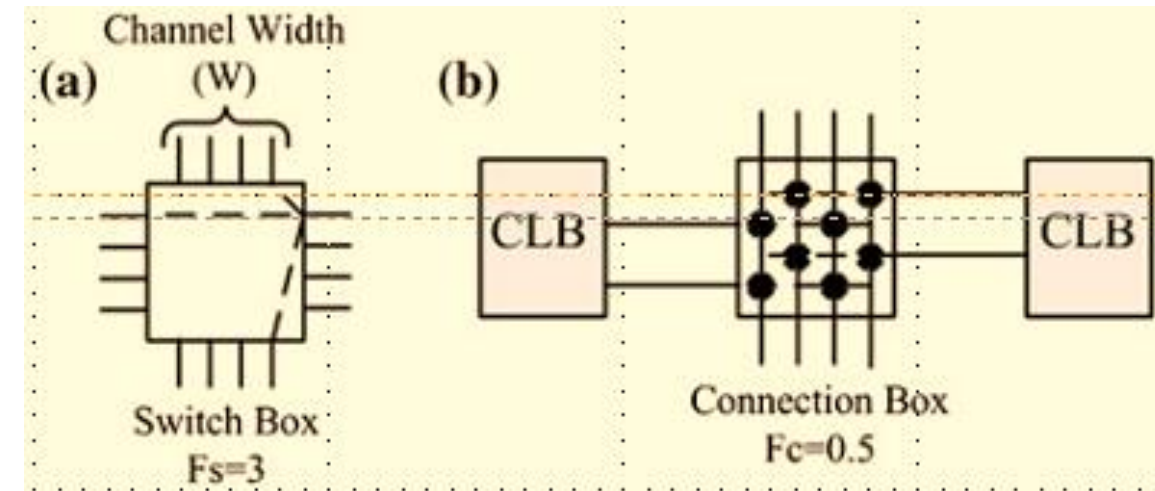 Channel Width
(W)
(a)
Switch Box
Fs=3
(b)
CLB
CLB
Connection Box
Fc=0.5